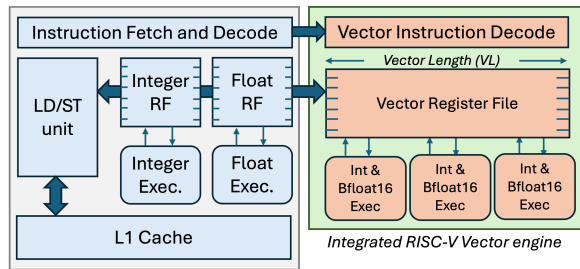 Instruction Fetch and Decode
Vector Instruction Decode
Vector Length (VL)
LD/ST
unit
Integer
RF
Float
RF
Vector Register File
Integer
Exec.
Float
Exec.
Int &
Bfloat16
Exec
Int &
Bfloat16
Exec
Int &
Bfloat16
Exec
L1 Cache
Integrated RISC-V Vector engine